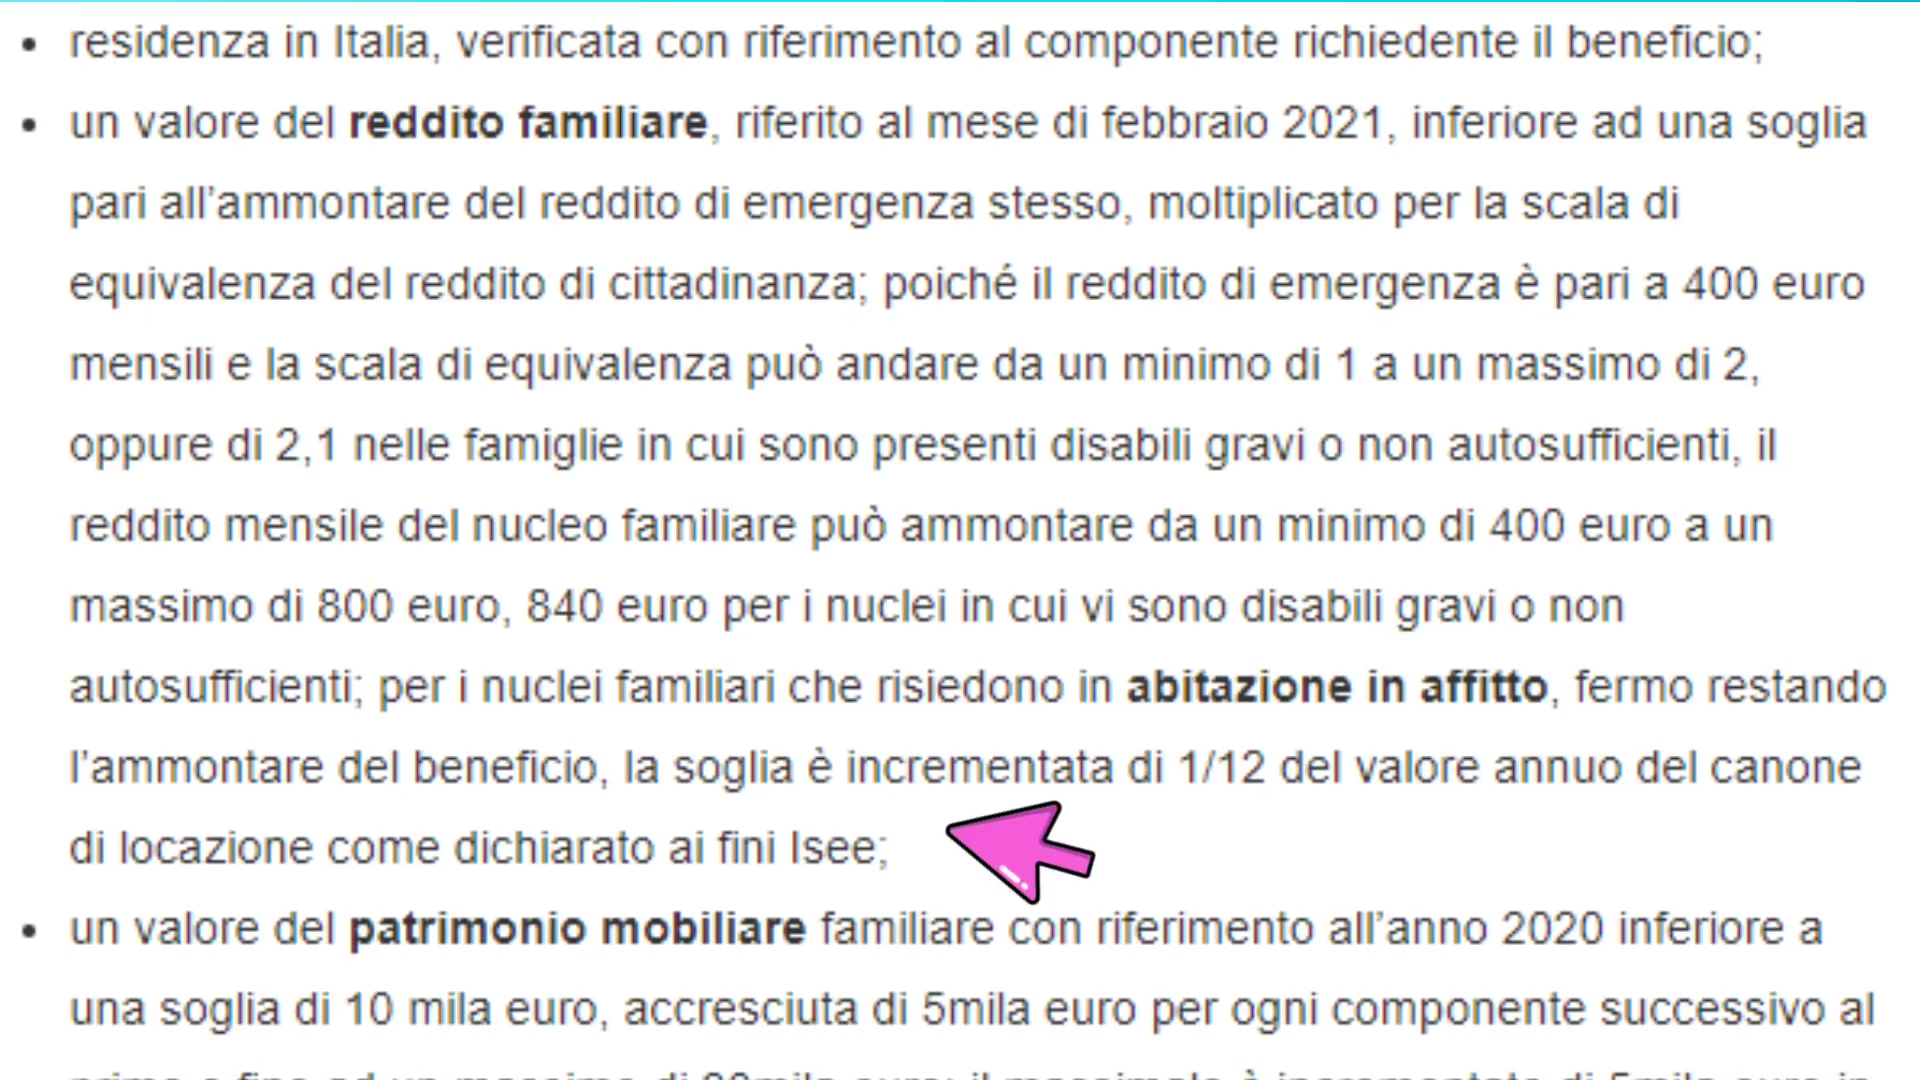 • residenza in Italia, verificata con riferimento al componente richiedente il beneficio;
• un valore del reddito familiare, riferito al mese di febbraio 2021, inferiore ad una soglia
pari all’ammontare del reddito di emergenza stesso, moltiplicato per la scala di
equivalenza del reddito di cittadinanza; poiché il reddito di emergenza è pari a 400 euro
mensili e la scala di equivalenza può andare da un minimo di 1 a un massimo di 2,
oppure di 2,1 nelle famiglie in cui sono presenti disabili gravi o non autosufficienti, il
reddito mensile del nucleo familiare può ammontare da un minimo di 400 euro a un
massimo di 800 euro, 840 euro per i nuclei in cui vi sono disabili gravi o non
autosufficienti; per i nuclei familiari che risiedono in abitazione in affitto, fermo restando
l’ammontare del beneficio, la soglia è incrementata di 1/12 del valore annuo del canone
di locazione come dichiarato ai fini Isee;
• un valore del patrimonio mobiliare familiare con riferimento all’anno 2020 inferiore a
una soglia di 10 mila euro, accresciuta di 5mila euro per ogni componente successivo al